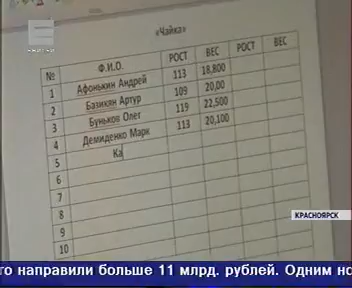 «Чайка»
№ Ф.И.О. РОСТ ВЕС РОСТ ВЕС
1 Афонькин Андрей 113 18,800
2 Базикян Артур 109 20,00
3 Буньков Олег 119 22,500
4 Демиденко Марк 113 20,100
5 Ка
6
7
8
9
10
КРАСНОЯРСК
го направили больше 11 млрд. рублей. Одним но